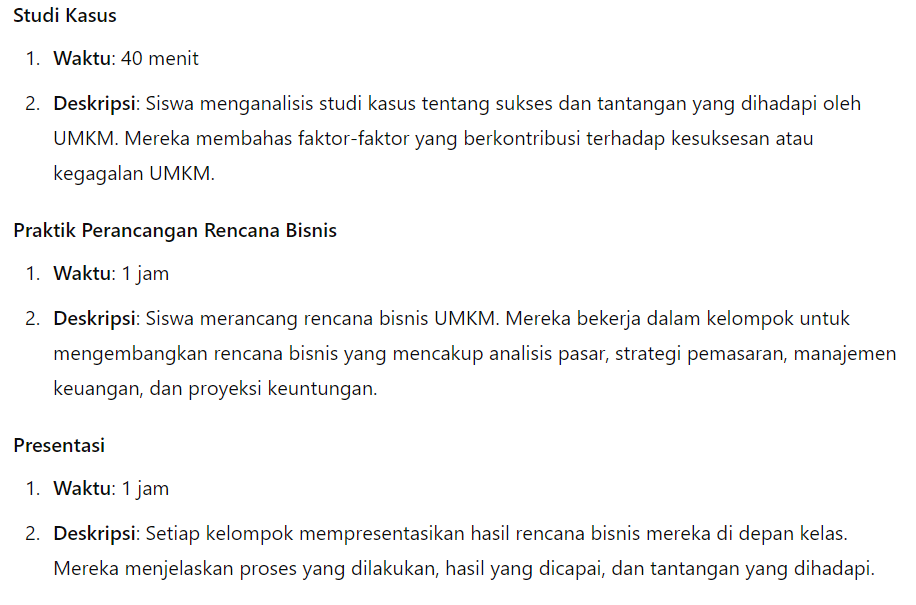 Studi Kasus
1. Waktu: 40 menit
2. Deskripsi: Siswa menganalisis studi kasus tentang sukses dan tantangan yang dihadapi oleh
UMKM. Mereka membahas faktor-faktor yang berkontribusi terhadap kesuksesan atau
kegagalan UMKM.
Praktik Perancangan Rencana Bisnis
1. Waktu: 1 jam
2. Deskripsi: Siswa merancang rencana bisnis UMKM. Mereka bekerja dalam kelompok untuk
mengembangkan rencana bisnis yang mencakup analisis pasar, strategi pemasaran, manajemen
keuangan, dan proyeksi keuntungan.
Presentasi
1. Waktu: 1 jam
2. Deskripsi: Setiap kelompok mempresentasikan hasil rencana bisnis mereka di depan kelas.
Mereka menjelaskan proses yang dilakukan, hasil yang dicapai, dan tantangan yang dihadapi.